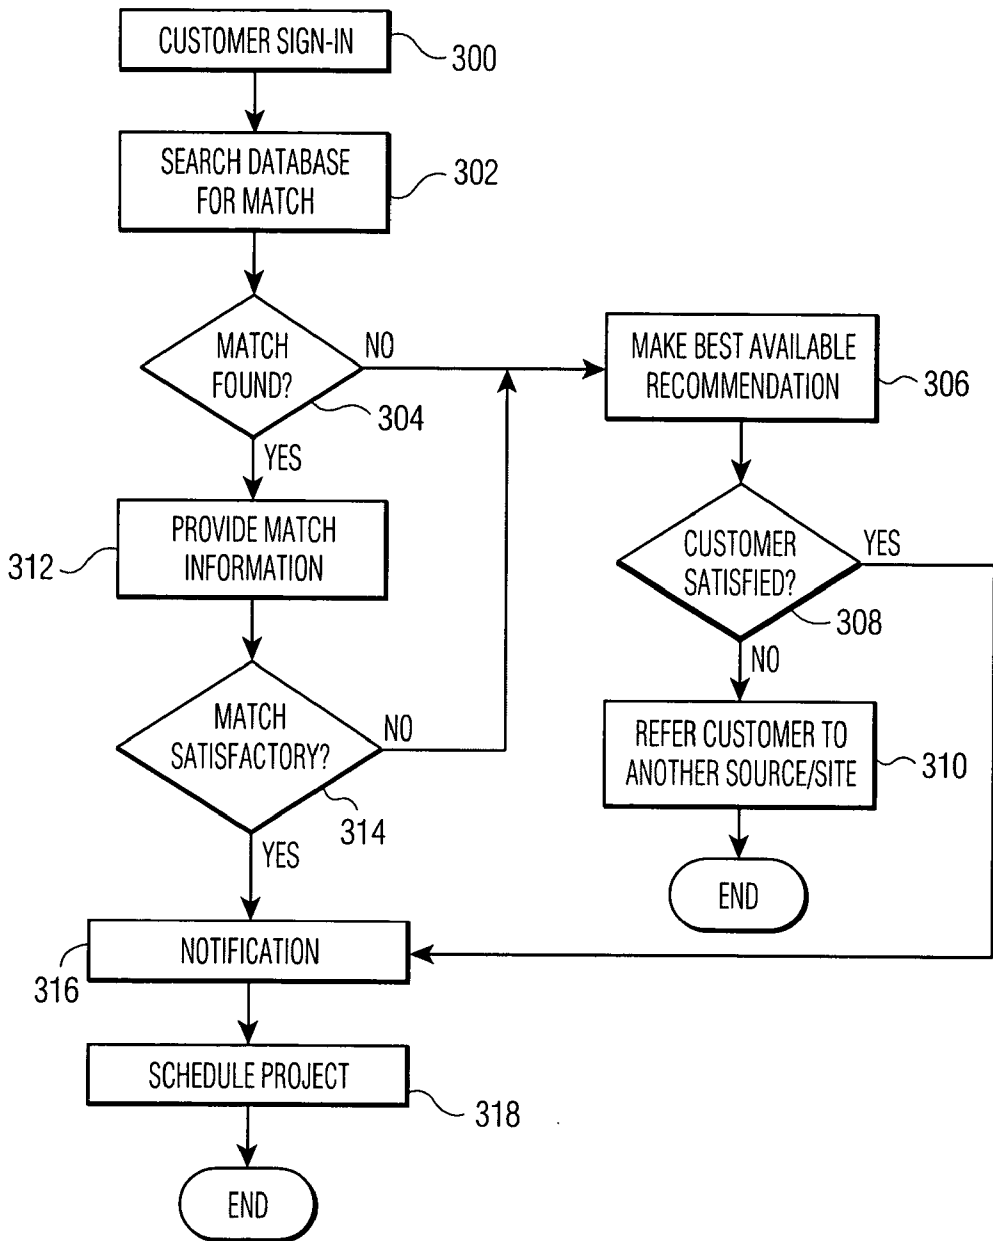 CUSTOMER SIGN-IN
300
SEARCH DATABASE
FOR MATCH
302
MATCH
FOUND?
304
NO
YES
MAKE BEST AVAILABLE
RECOMMENDATION
306
PROVIDE MATCH
INFORMATION
312
CUSTOMER
SATISFIED?
308
YES
NO
MATCH
SATISFACTORY?
314
NO
YES
REFER CUSTOMER TO
ANOTHER SOURCE/SITE
310
END
NOTIFICATION
316
SCHEDULE PROJECT
318
END